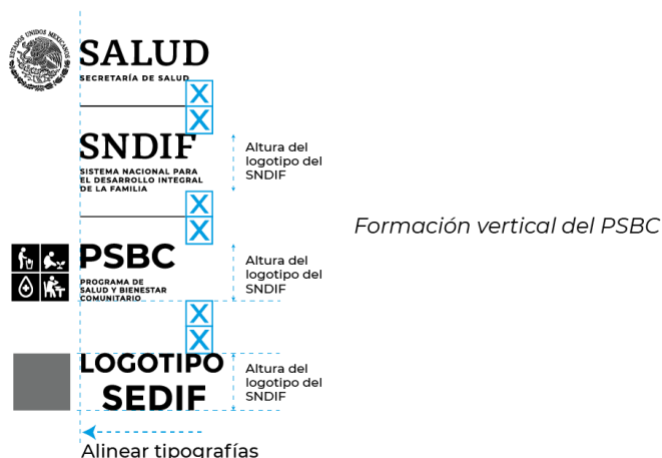 ESTADOS UNIDOS MEXICANOS
SALUD
SECRETARÍA DE SALUD
X
X
SNDIF
SISTEMA NACIONAL PARA
EL DESARROLLO INTEGRAL
DE LA FAMILIA
Altura del
logotipo del
SNDIF
X
X
Formación vertical del PSBC
PSBC
PROGRAMA DE
SALUD Y BIENESTAR
COMUNITARIO
Altura del
logotipo del
SNDIF
X
X
LOGOTIPO
SEDIF
Altura del
logotipo del
SNDIF
Alinear tipografías